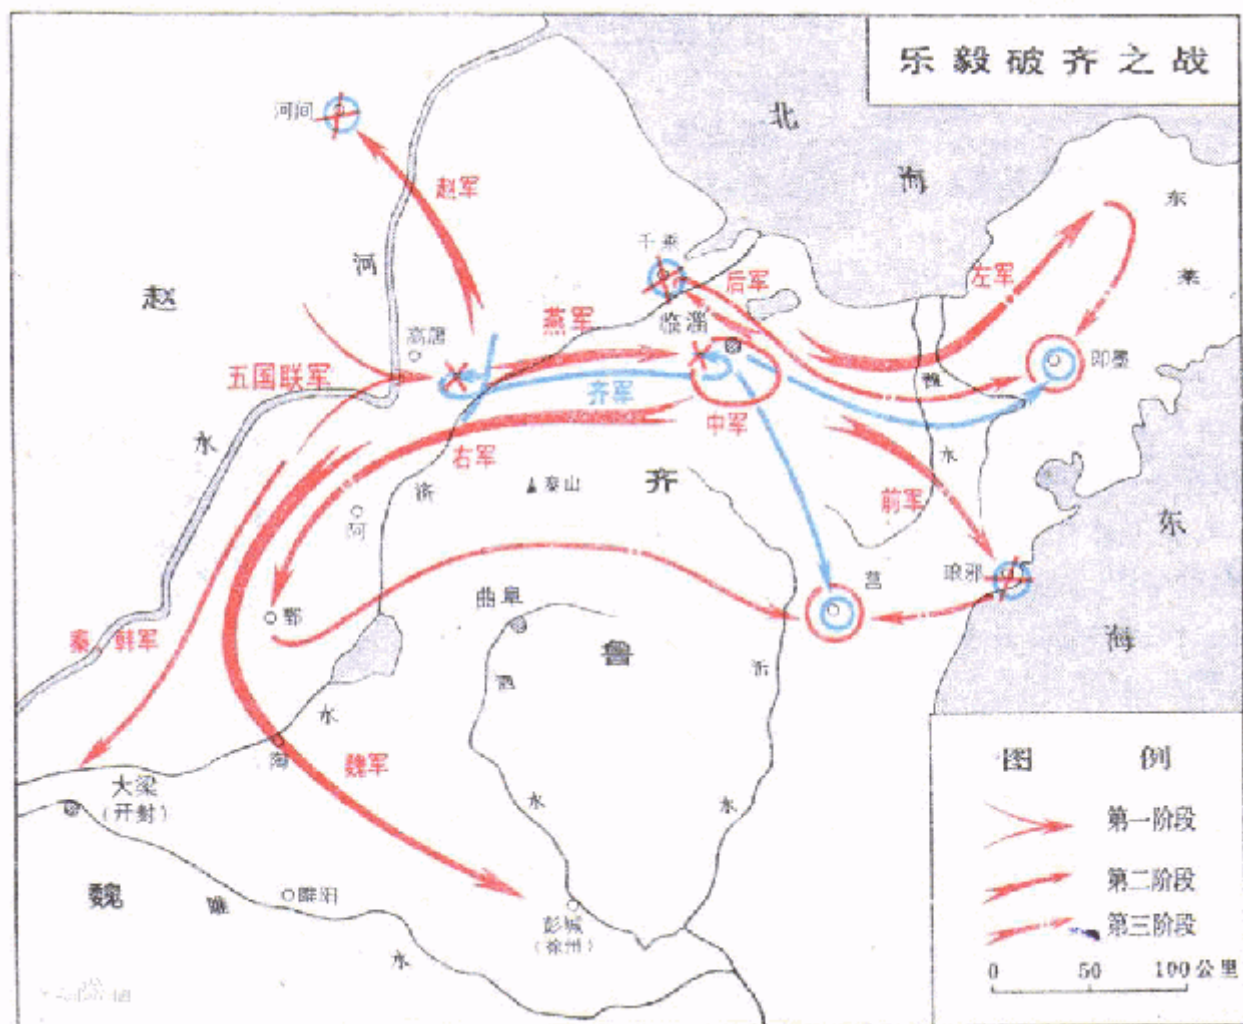 乐毅破齐之战
北
海
河间
赵军
东
莱
千乘
后军
左军
河
赵
燕军
临淄
高唐
五国联军
齐军
即墨
潍
中军
水
右军
水
济
泰山
齐
前军
阿
东
琅邪
莒
曲阜
鄄
鲁
海
秦、韩军
泗
沂
水
陶
魏军
大梁
(开封)
水
水
魏
睢
睢阳
彭城
(徐州)
水
图 例
第一阶段
第二阶段
第三阶段
0 50 100公里